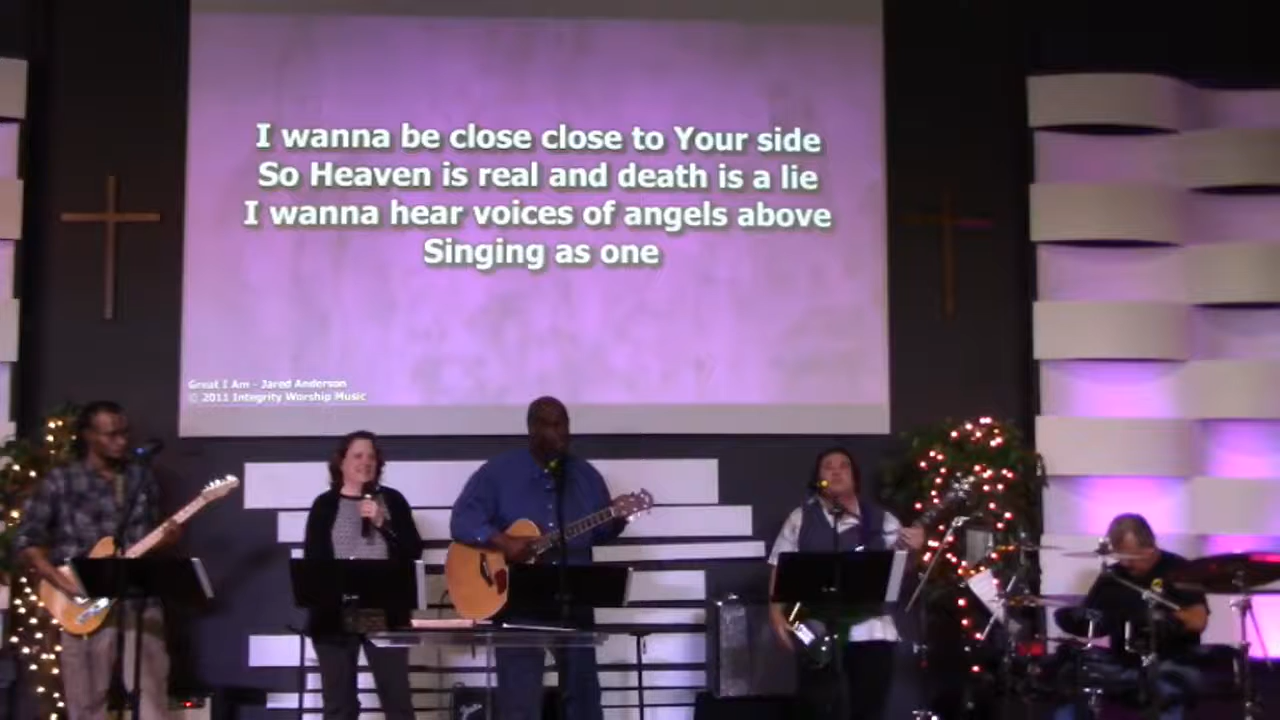 I wanna be close close to Your side
So Heaven is real and death is a lie
I wanna hear voices of angels above
Singing as one
Great I Am - Jared Anderson
© 2011 Integrity Worship Music